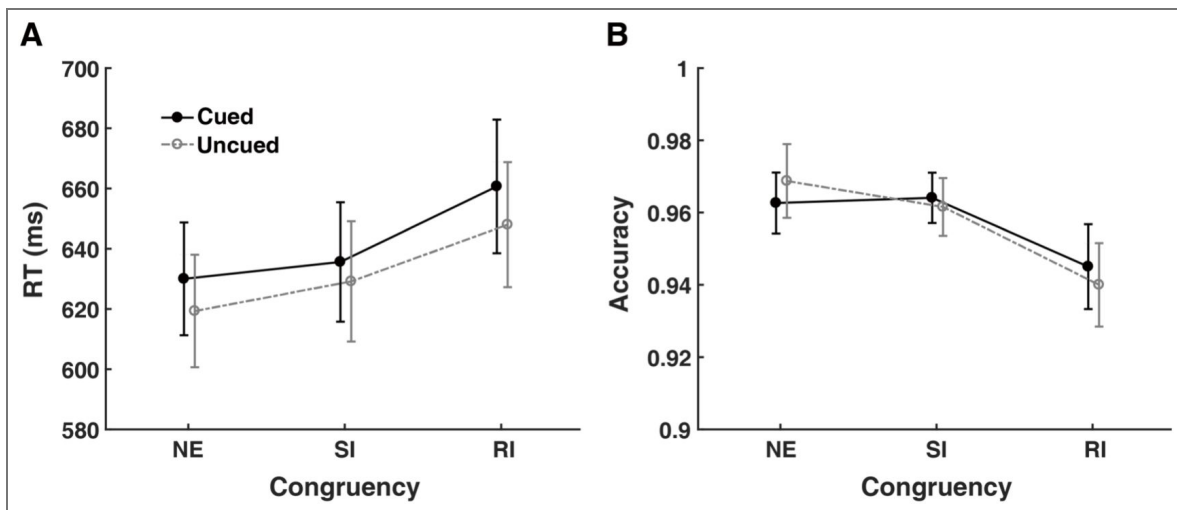 A
700
680
660
640
620
600
580
RT (ms)
Cued
Uncued
NE SI RI
Congruency
B
1
0.98
0.96
0.94
0.92
0.9
Accuracy
NE SI RI
Congruency